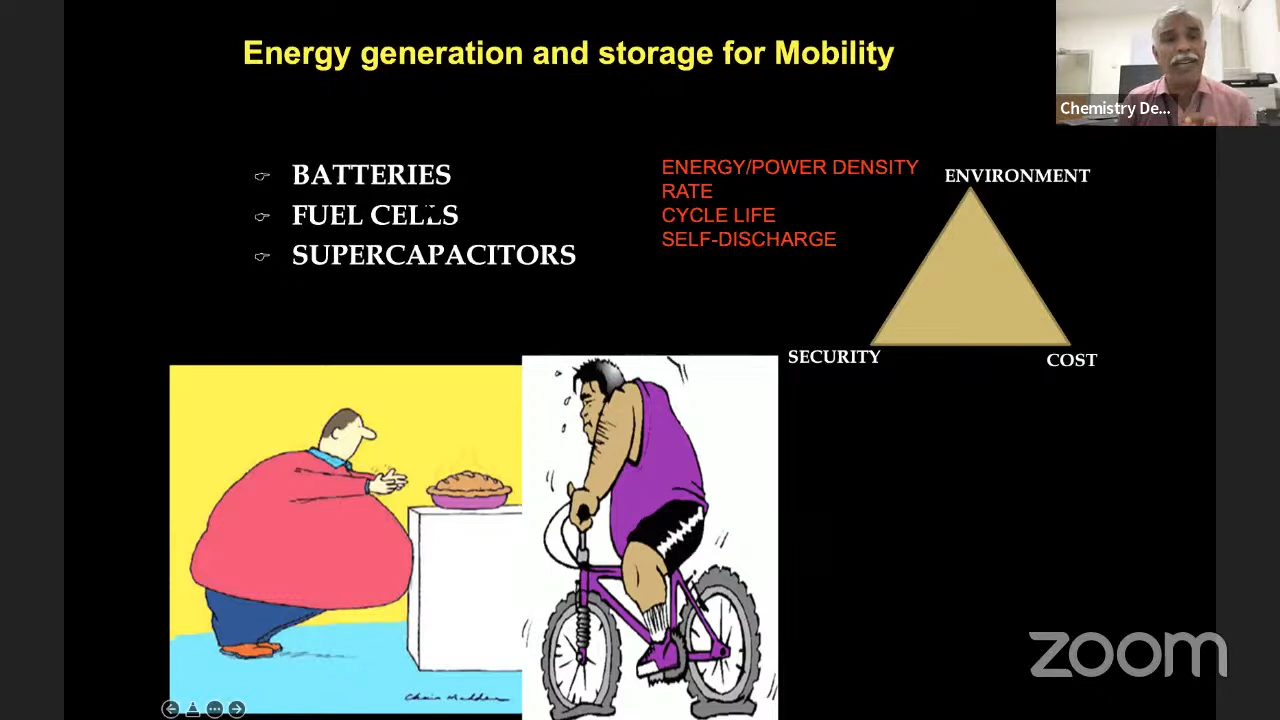 Energy generation and storage for Mobility
Chemistry De...
BATTERIES
FUEL CELLS
SUPERCAPACITORS
ENERGY/POWER DENSITY
RATE
CYCLE LIFE
SELF-DISCHARGE
ENVIRONMENT
SECURITY
COST
zoom